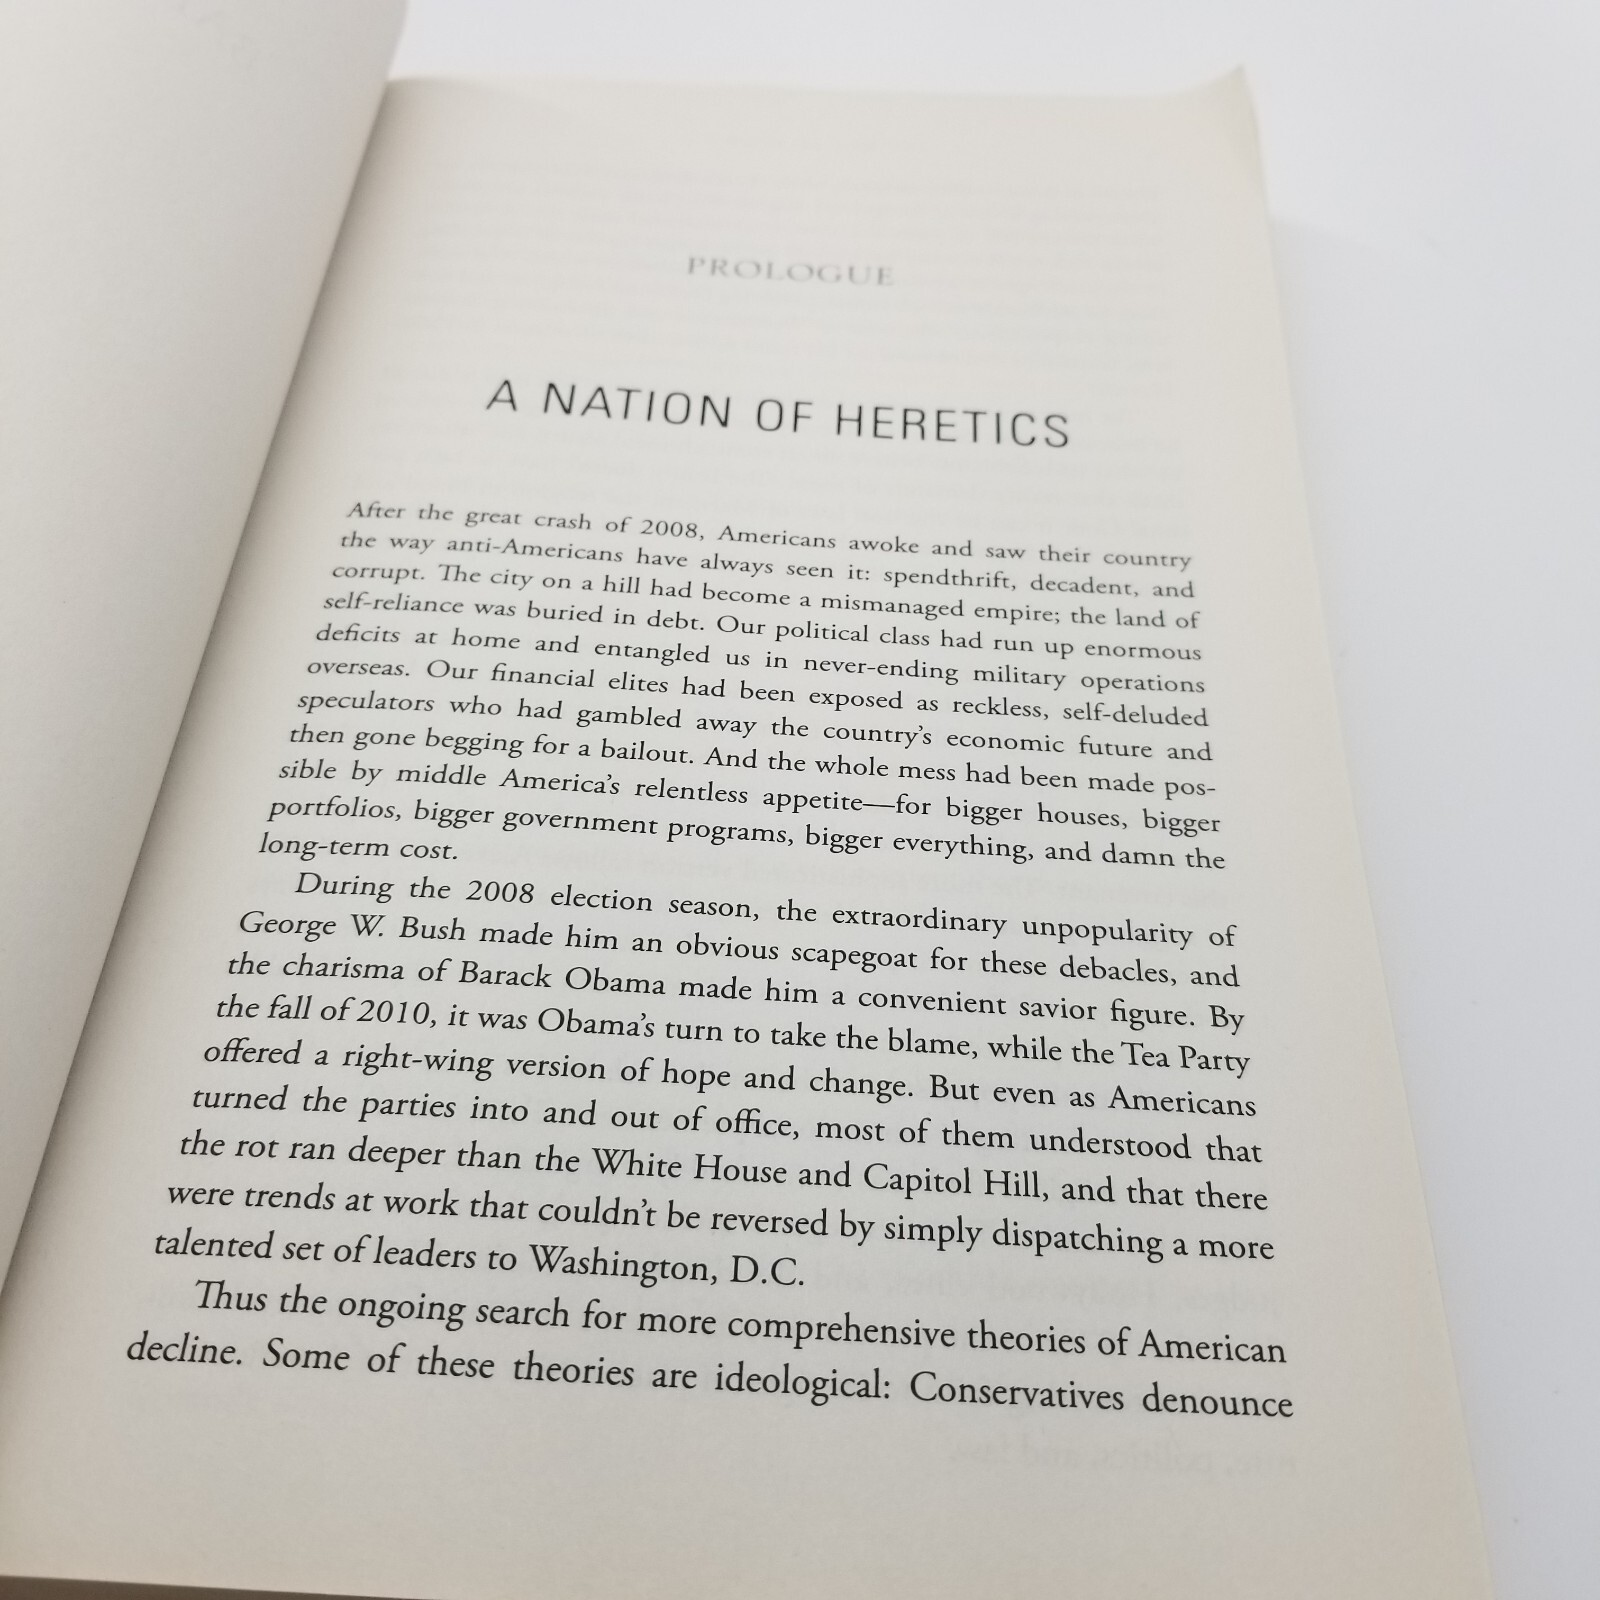 PROLOGUE
A NATION OF HERETICS
After the great crash of 2008, Americans awoke and saw their country
the way anti-Americans have always seen it: spendthrift, decadent, and
corrupt. The city on a hill had become a mismanaged empire; the land of
self-reliance was buried in debt. Our political class had run up enormous
deficits at home and entangled us in never-ending military operations
overseas. Our financial elites had been exposed as reckless, self-deluded
speculators who had gambled away the country's economic future and
then gone begging for a bailout. And the whole mess had been made pos-
sible by middle America's relentless appetite—for bigger houses, bigger
portfolios, bigger government programs, bigger everything, and damn the
long-term cost.
During the 2008 election season, the extraordinary unpopularity of
George W. Bush made him an obvious scapegoat for these debacles, and
the charisma of Barack Obama made him a convenient savior figure. By
the fall of 2010, it was Obama's turn to take the blame, while the Tea Party
offered a right-wing version of hope and change. But even as Americans
turned the parties into and out of office, most of them understood that
the rot ran deeper than the White House and Capitol Hill, and that there
were trends at work that couldn't be reversed by simply dispatching a more
talented set of leaders to Washington, D.C.
Thus the ongoing search for more comprehensive theories of American
decline. Some of these theories are ideological: Conservatives denounce